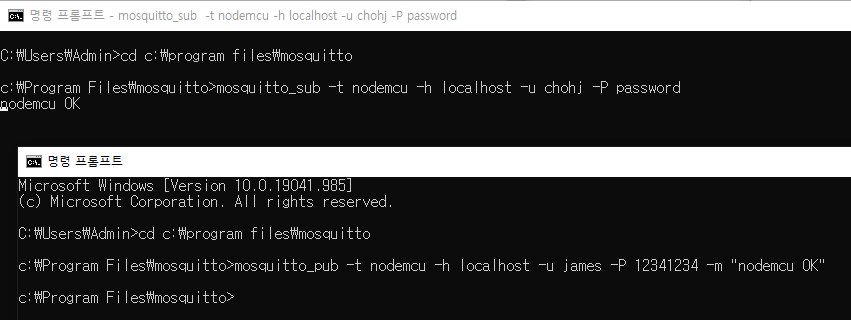 명령 프롬프트 - mosquitto_sub -t nodemcu -h localhost -u chohj -P password
C:₩Users₩Admin>cd c:₩program files₩mosquitto
c:₩Program Files₩mosquitto>mosquitto_sub -t nodemcu -h localhost -u chohj -P password
nodemcu OK
명령 프롬프트
Microsoft Windows [Version 10.0.19041.985]
(c) Microsoft Corporation. All rights reserved.
C:₩Users₩Admin>cd c:₩program files₩mosquitto
c:₩Program Files₩mosquitto>mosquitto_pub -t nodemcu -h localhost -u james -P 12341234 -m "nodemcu OK"
c:₩Program Files₩mosquitto>